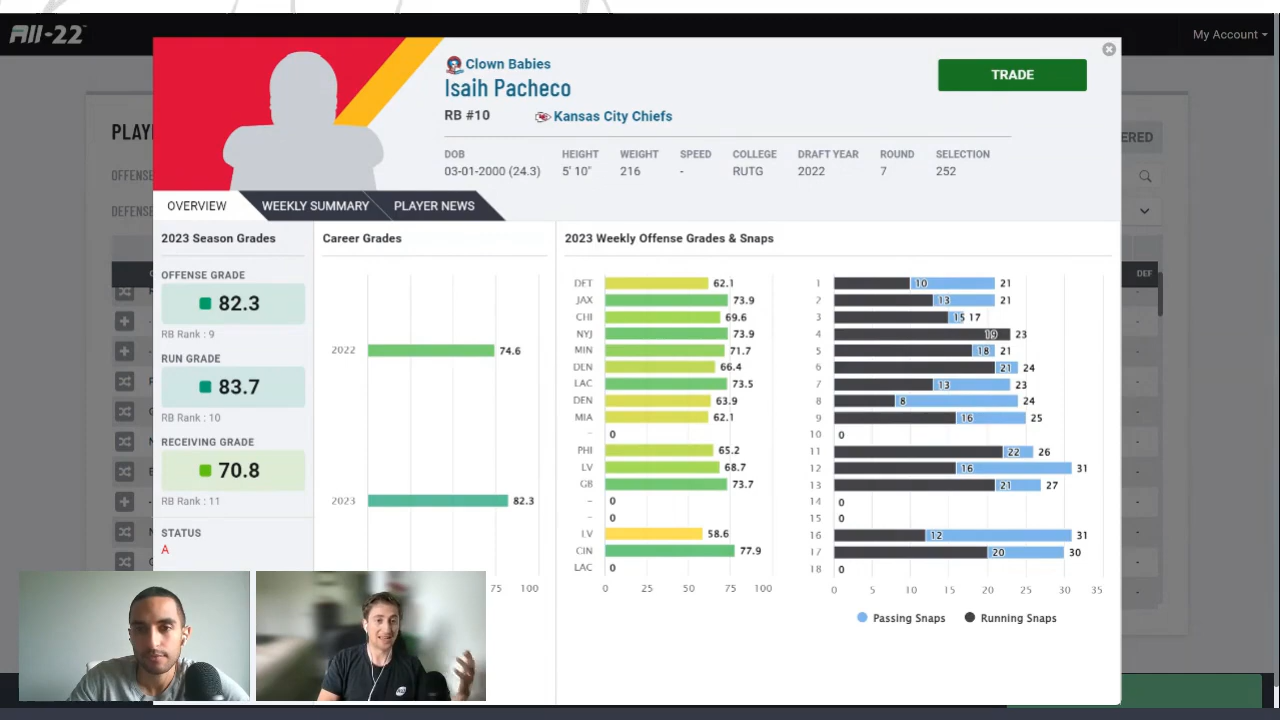 All-22
My Account
Clown Babies
Isaih Pacheco
RB #10
Kansas City Chiefs
TRADE
DOB
HEIGHT
WEIGHT
SPEED
COLLEGE
DRAFT YEAR
ROUND
SELECTION
03-01-2000 (24.3)
5' 10"
216
-
RUTG
2022
7
252
PLAY
ERED
OFFENSE
DEFENSE
DEF
OVERVIEW
WEEKLY SUMMARY
PLAYER NEWS
2023 Season Grades
OFFENSE GRADE
82.3
RB Rank : 9
RUN GRADE
83.7
RB Rank : 10
RECEIVING GRADE
70.8
RB Rank : 11
STATUS
A
Career Grades
2022 74.6
2023 82.3
75 100
2023 Weekly Offense Grades & Snaps
DET 62.1 1 10 21
JAX 73.9 2 13 21
CHI 69.6 3 15 17
NYJ 73.9 4 19 23
MIN 71.7 5 18 21
DEN 66.4 6 21 24
LAC 73.5 7 13 23
DEN 63.9 8 8 24
MIA 62.1 9 16 25
- 0 10 0
PHI 65.2 11 22 26
LV 68.7 12 16 31
GB 73.7 13 21 27
- 0 14 0
- 0 15 0
LV 58.6 16 12 31
CIN 77.9 17 20 30
LAC 0 18 0
0 25 50 75 100
0 5 10 15 20 25 30 35
Passing Snaps
Running Snaps